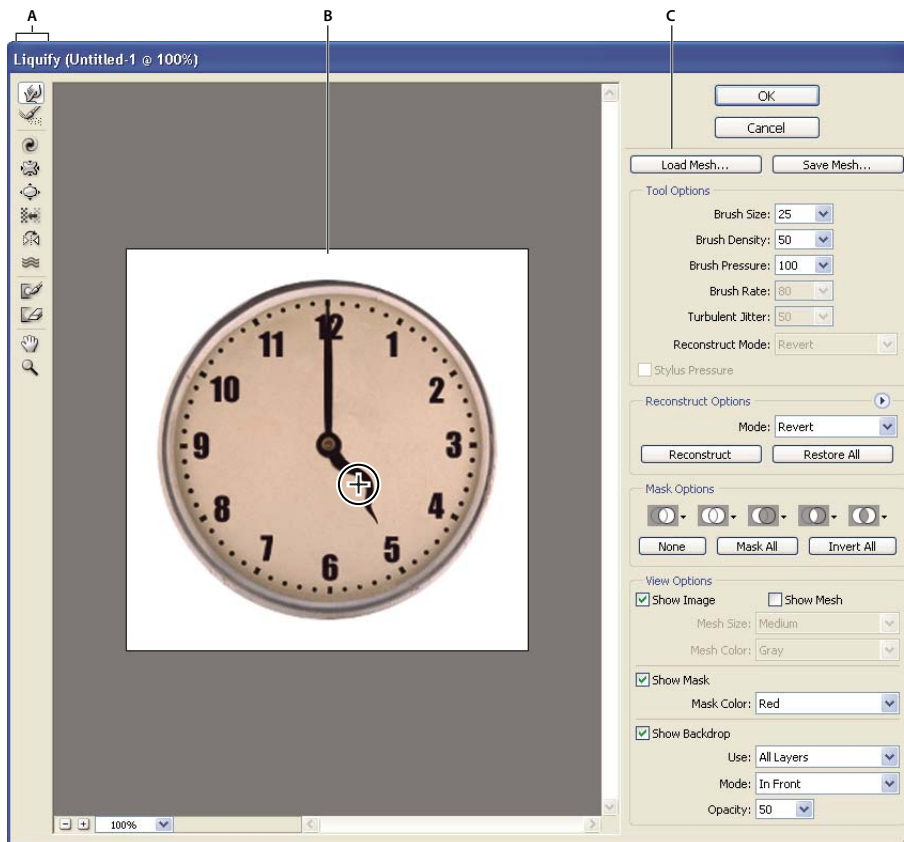 A B C
Liquify (Untitled-1 @ 100%)
OK
Cancel
Load Mesh... Save Mesh...
Tool Options
Brush Size: 25
Brush Density: 50
Brush Pressure: 100
Brush Rate: 80
Turbulent Jitter: 50
Reconstruct Mode: Revert
Stylus Pressure
Reconstruct Options
Mode: Revert
Reconstruct Restore All
Mask Options
None Mask All Invert All
View Options
Show Image Show Mesh
Mesh Size: Medium
Mesh Color: Gray
Show Mask
Mask Color: Red
Show Backdrop
Use: All Layers
Mode: In Front
Opacity: 50
12
11 1
10 2
9 3
8 4
7 5
6
100%